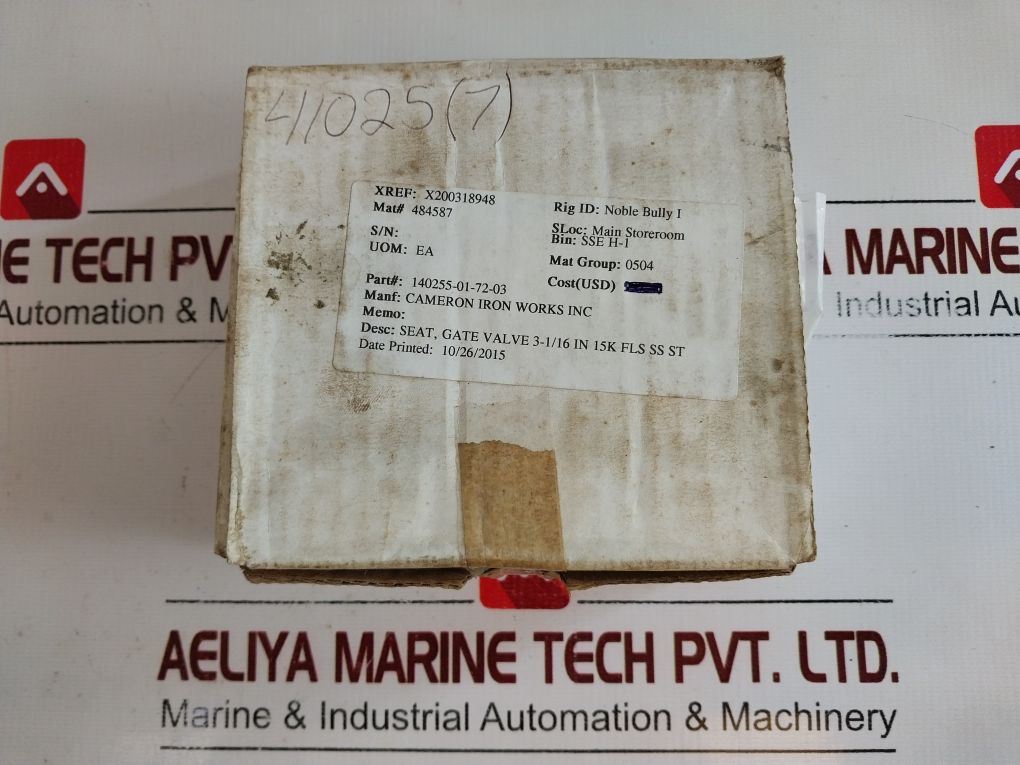 41025(7)
XREF: X200318948
Mat# 484587
S/N:
UOM: EA
Rig ID: Noble Bully I
SLoc: Main Storeroom
Bin: SSE H-1
Mat Group: 0504
Cost(USD)
Part#: 140255-01-72-03
Manf: CAMERON IRON WORKS INC
Memo:
Desc: SEAT, GATE VALVE 3-1/16 IN 15K FLS SS ST
Date Printed: 10/26/2015
E TECH PV
Automation & M
MARINE
Industrial Au
AELIYA MARINE TECH PVT. LTD.
Marine & Industrial Automation & Machinery